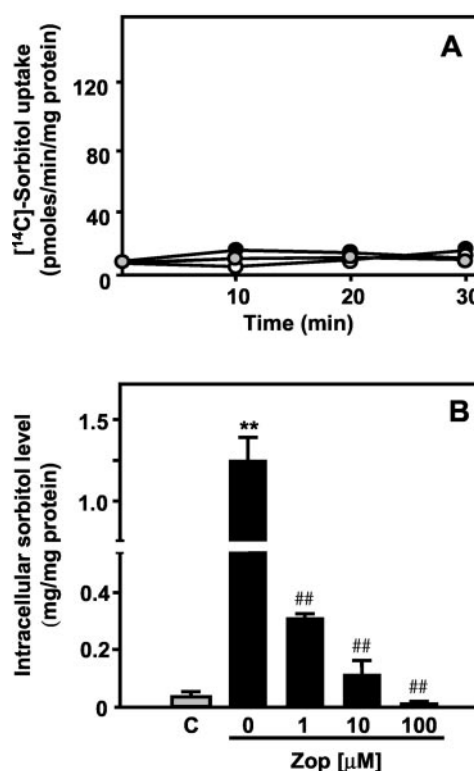 A
[¹⁴C]-Sorbitol uptake
(pmoles/min/mg protein)
120
80
40
0
10 20 30
Time (min)
B
Intracellular sorbitol level
(mg/mg protein)
1.5
1.0
0.4
0.2
0
**
##
##
##
C 0 1 10 100
Zop [µM]